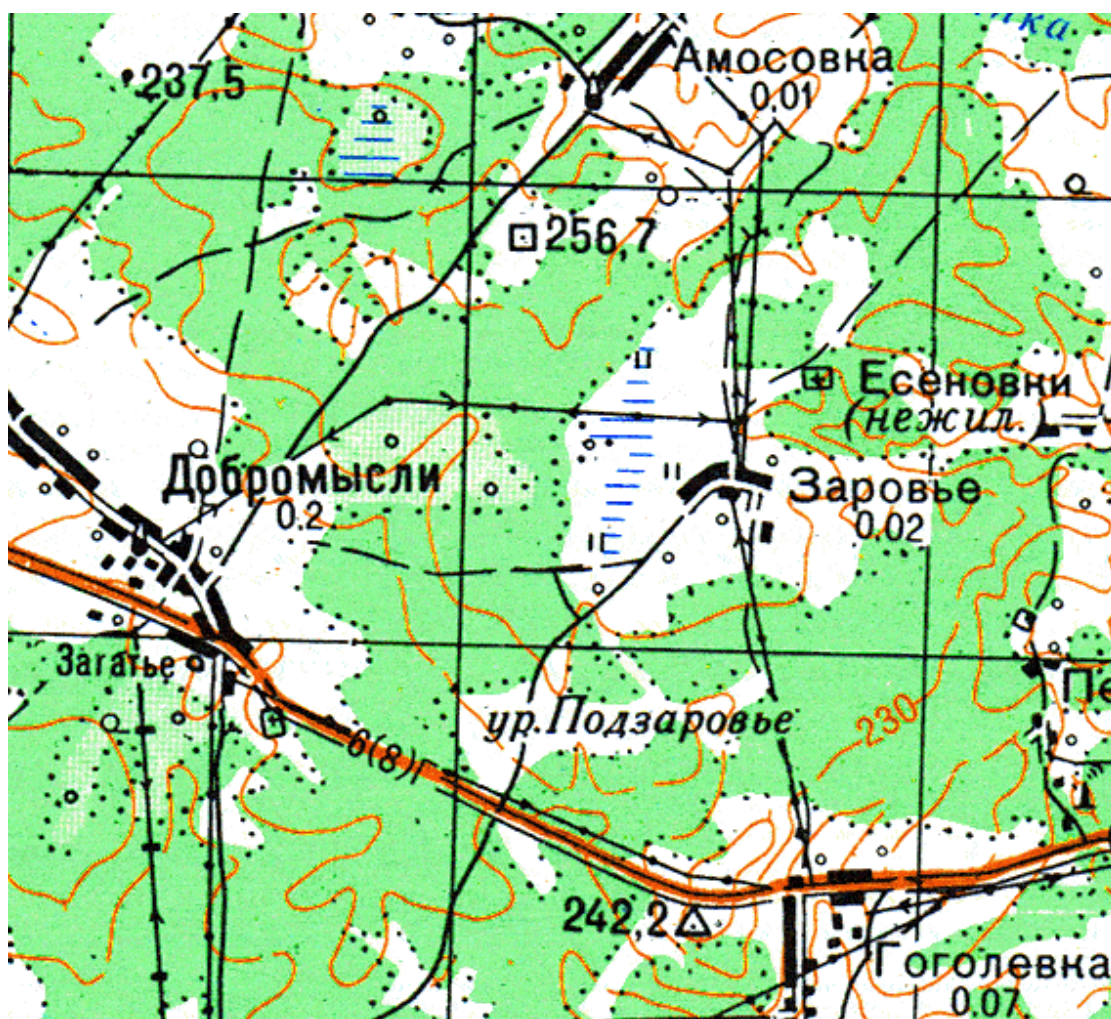 Амосовка
0,01
237,5
256,7
Есеновки
(нежил.)
Добромысли
0.2
Заровье
0.02
Загатье
ур.Подзаровье
230
6(8)Г
242,2
Гоголевка
0.07